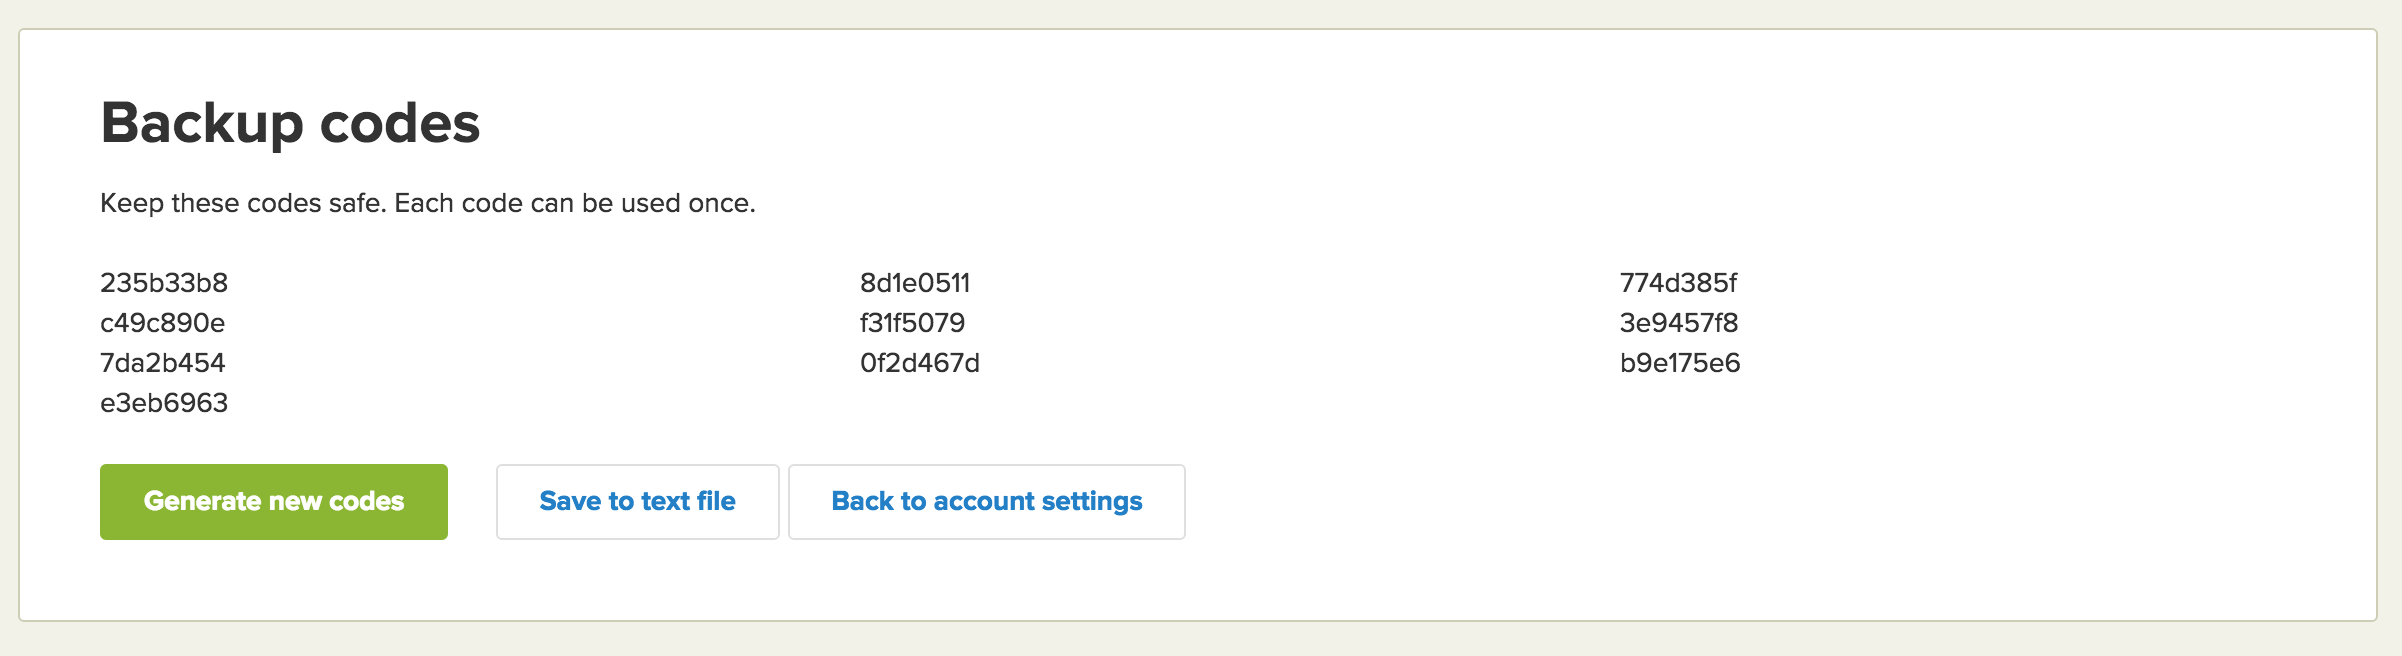 Backup codes
Keep these codes safe. Each code can be used once.
235b33b8 8d1e0511 774d385f
c49c890e f31f5079 3e9457f8
7da2b454 0f2d467d b9e175e6
e3eb6963
Generate new codes Save to text file Back to account settings